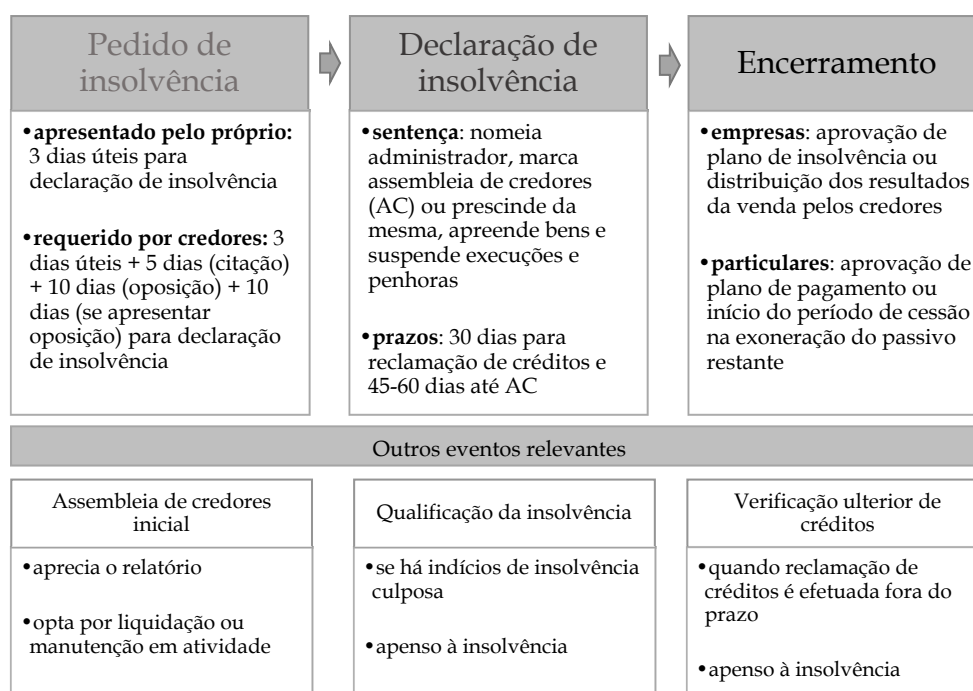 Pedido de
insolvência
Declaração de
insolvência
Encerramento
•apresentado pelo próprio:
3 dias úteis para
declaração de insolvência
•requerido por credores: 3
dias úteis + 5 dias (citação)
+ 10 dias (oposição) + 10
dias (se apresentar
oposição) para declaração
de insolvência
•sentença: nomeia
administrador, marca
assembleia de credores
(AC) ou prescinde da
mesma, apreende bens e
suspende execuções e
penhoras
•prazos: 30 dias para
reclamação de créditos e
45-60 dias até AC
•empresas: aprovação de
plano de insolvência ou
distribuição dos resultados
da venda pelos credores
•particulares: aprovação de
plano de pagamento ou
início do período de cessão
na exoneração do passivo
restante
Outros eventos relevantes
Assembleia de credores
inicial
•aprecia o relatório
•opta por liquidação ou
manutenção em atividade
Qualificação da insolvência
•se há indícios de insolvência
culposa
•apenso à insolvência
Verificação ulterior de
créditos
•quando reclamação de
créditos é efetuada fora do
prazo
•apenso à insolvência